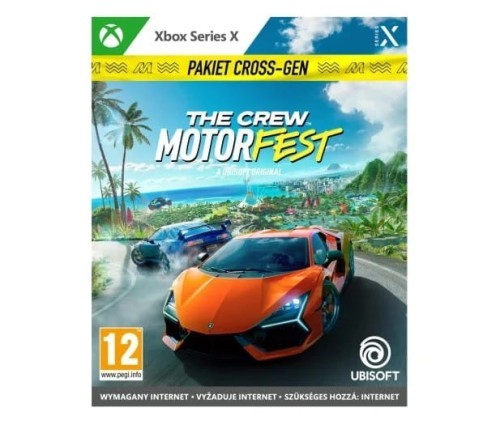 Xbox Series X
SERIES X
PAKIET CROSS-GEN
THE CREW
MOTORFEST
A UBISOFT ORIGINAL
12
www.pegi.info
UBISOFT
WYMAGANY INTERNET • VYŽADUJE INTERNET • SZÜKSÉGES HOZZÁ: INTERNET